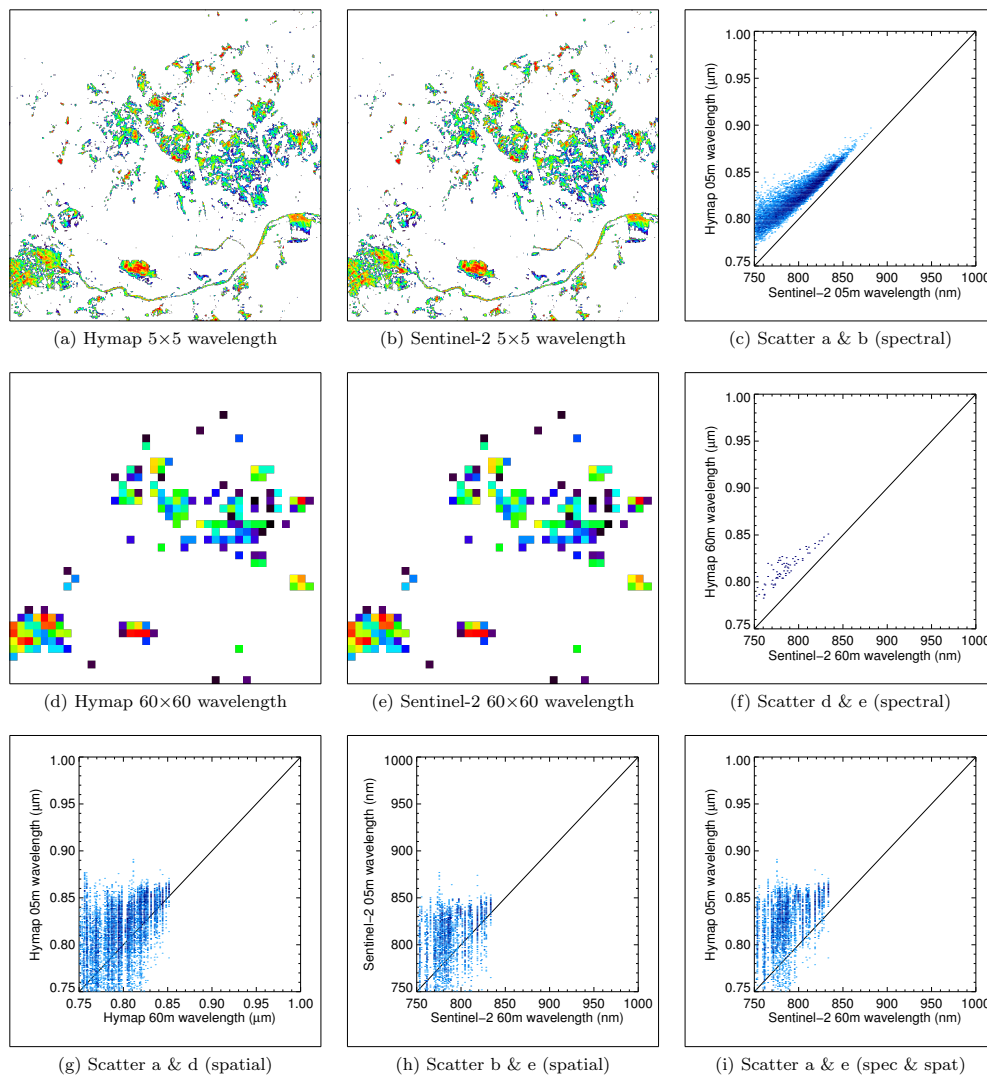 1.00
0.95
0.90
0.85
0.80
0.75
Hymap 05m wavelength (µm)
750 800 850 900 950 1000
Sentinel−2 05m wavelength (nm)
(a) Hymap 5×5 wavelength
(b) Sentinel-2 5×5 wavelength
(c) Scatter a & b (spectral)
1.00
0.95
0.90
0.85
0.80
0.75
Hymap 60m wavelength (µm)
750 800 850 900 950 1000
Sentinel−2 60m wavelength (nm)
(d) Hymap 60×60 wavelength
(e) Sentinel-2 60×60 wavelength
(f) Scatter d & e (spectral)
1.00
0.95
0.90
0.85
0.80
0.75
Hymap 05m wavelength (µm)
0.75 0.80 0.85 0.90 0.95 1.00
Hymap 60m wavelength (µm)
1000
950
900
850
800
750
Sentinel−2 05m wavelength (nm)
750 800 850 900 950 1000
Sentinel−2 60m wavelength (nm)
1.00
0.95
0.90
0.85
0.80
0.75
Hymap 05m wavelength (µm)
750 800 850 900 950 1000
Sentinel−2 60m wavelength (nm)
(g) Scatter a & d (spatial)
(h) Scatter b & e (spatial)
(i) Scatter a & e (spec & spat)